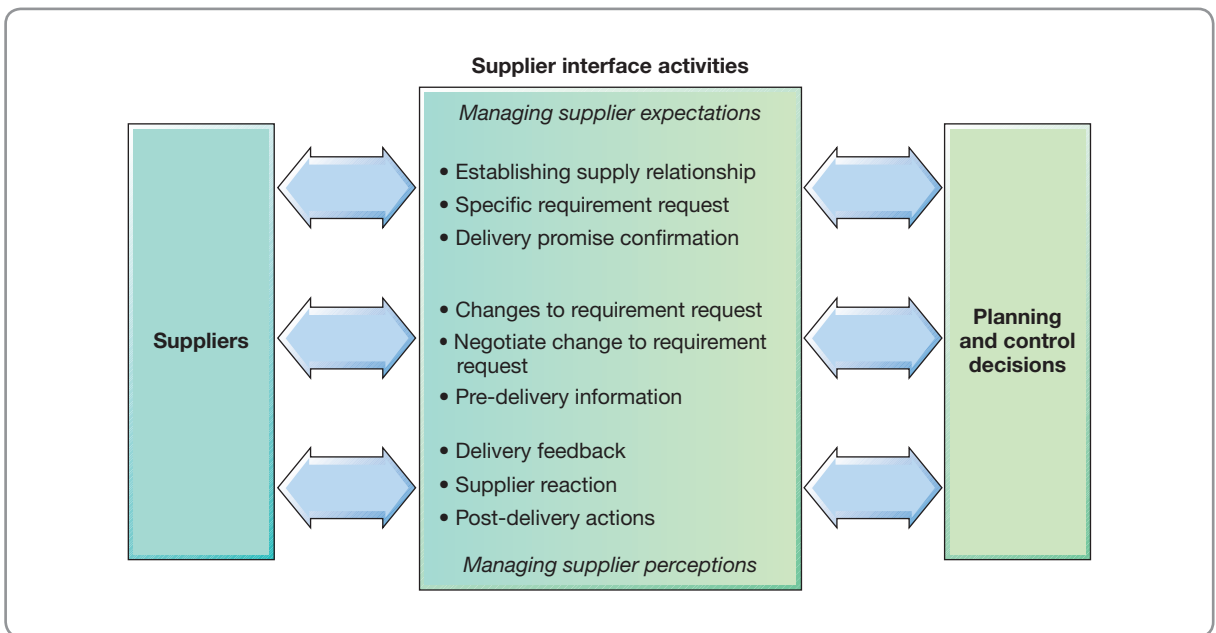 Supplier interface activities
Managing supplier expectations
• Establishing supply relationship
• Specific requirement request
• Delivery promise confirmation
Suppliers
• Changes to requirement request
• Negotiate change to requirement
request
• Pre-delivery information
Planning
and control
decisions
• Delivery feedback
• Supplier reaction
• Post-delivery actions
Managing supplier perceptions